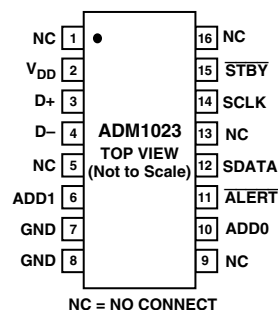 NC 1
VDD 2
D+ 3
D– 4
NC 5
ADD1 6
GND 7
GND 8
ADM1023
TOP VIEW
(Not to Scale)
16 NC
15 STBY
14 SCLK
13 NC
12 SDATA
11 ALERT
10 ADD0
9 NC
NC = NO CONNECT